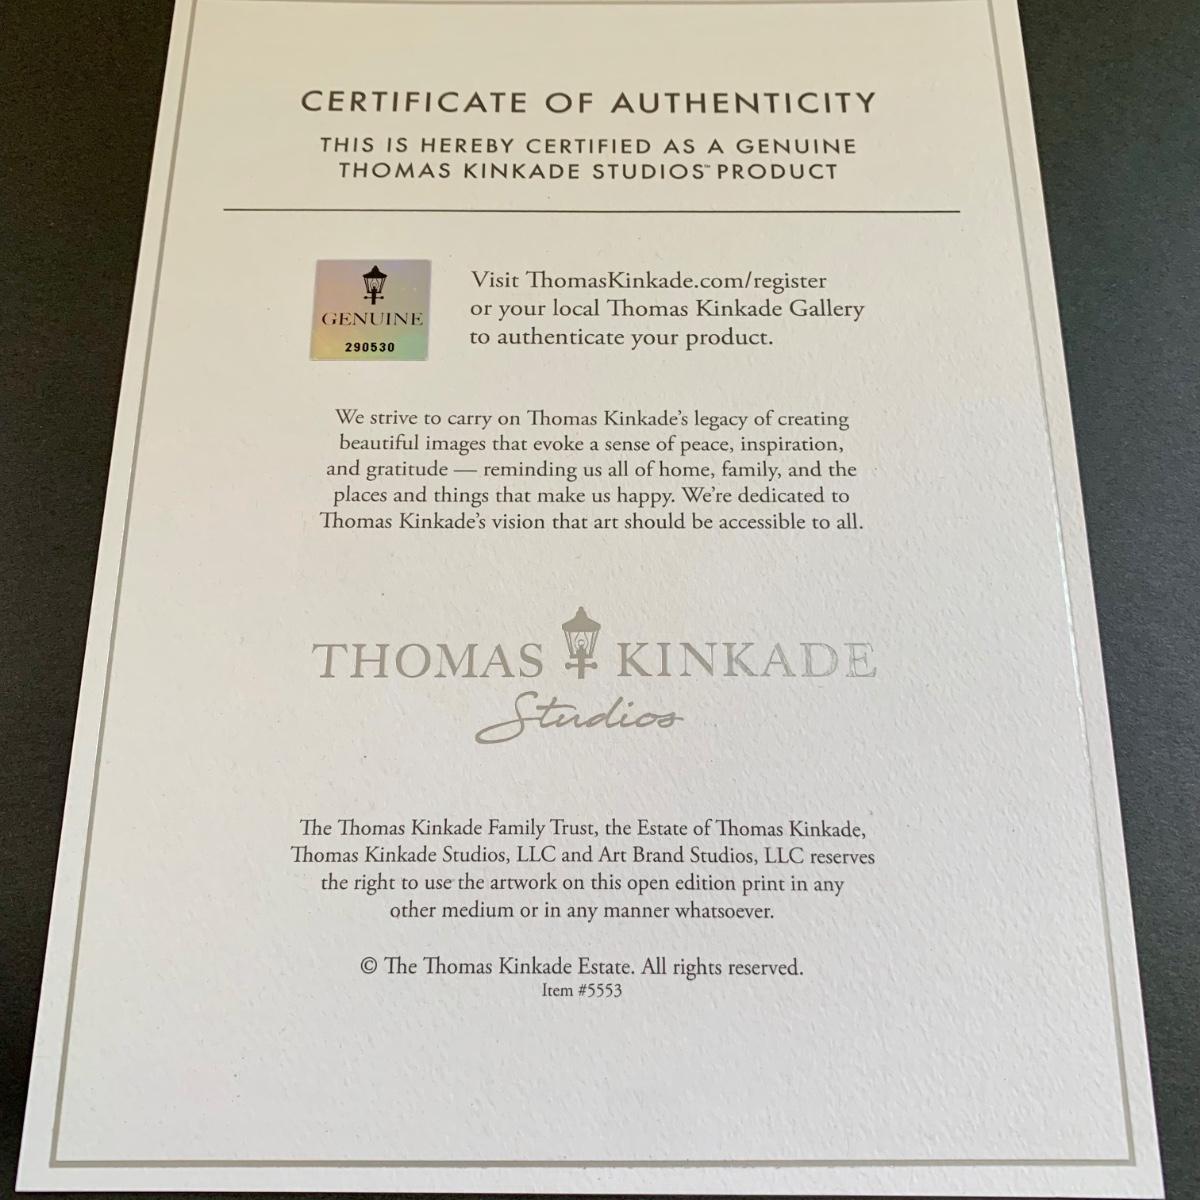 CERTIFICATE OF AUTHENTICITY
THIS IS HEREBY CERTIFIED AS A GENUINE
THOMAS KINKADE STUDIOS™ PRODUCT
GENUINE
290530
Visit ThomasKinkade.com/register
or your local Thomas Kinkade Gallery
to authenticate your product.
We strive to carry on Thomas Kinkade's legacy of creating
beautiful images that evoke a sense of peace, inspiration,
and gratitude — reminding us all of home, family, and the
places and things that make us happy. We're dedicated to
Thomas Kinkade's vision that art should be accessible to all.
THOMAS KINKADE
Studios
The Thomas Kinkade Family Trust, the Estate of Thomas Kinkade,
Thomas Kinkade Studios, LLC and Art Brand Studios, LLC reserves
the right to use the artwork on this open edition print in any
other medium or in any manner whatsoever.
© The Thomas Kinkade Estate. All rights reserved.
Item #5553